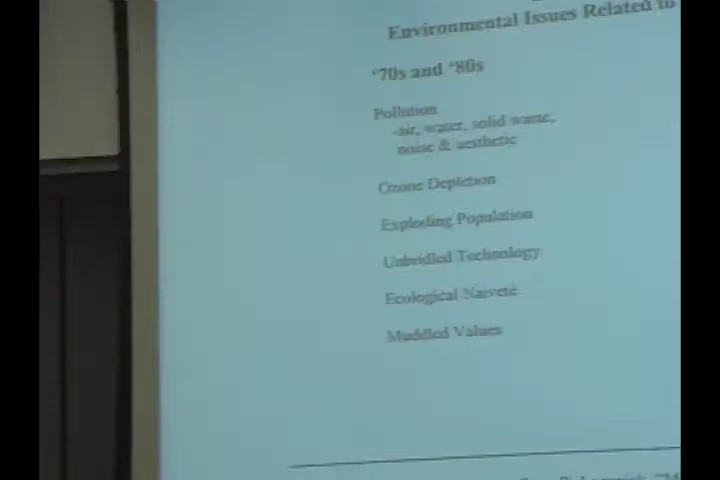 Environmental Issues Related to
'70s and '80s
Pollution
-air, water, solid waste,
noise & aesthetic
Ozone Depletion
Exploding Population
Unbridled Technology
Ecological Naiveté
Muddled Values